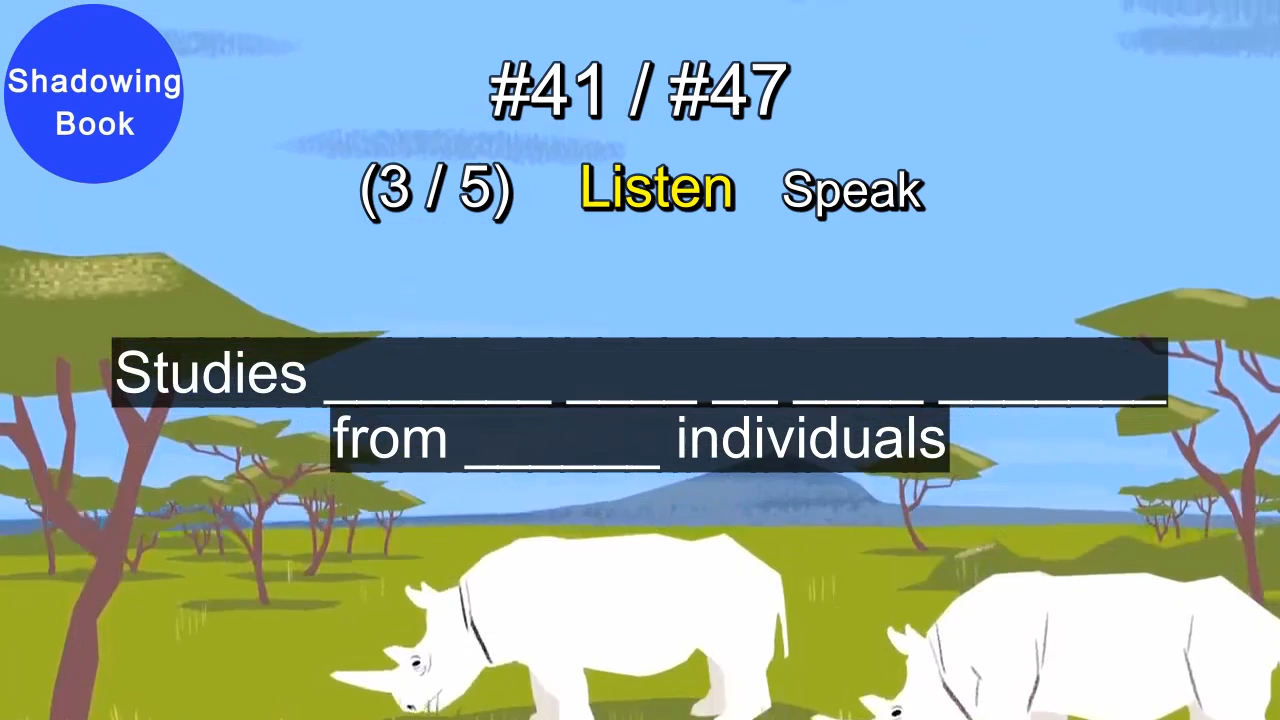 Shadowing
Book
#41 / #47
(3 / 5) Listen Speak
Studies _______ ____ __ ____ _______
from ______ individuals